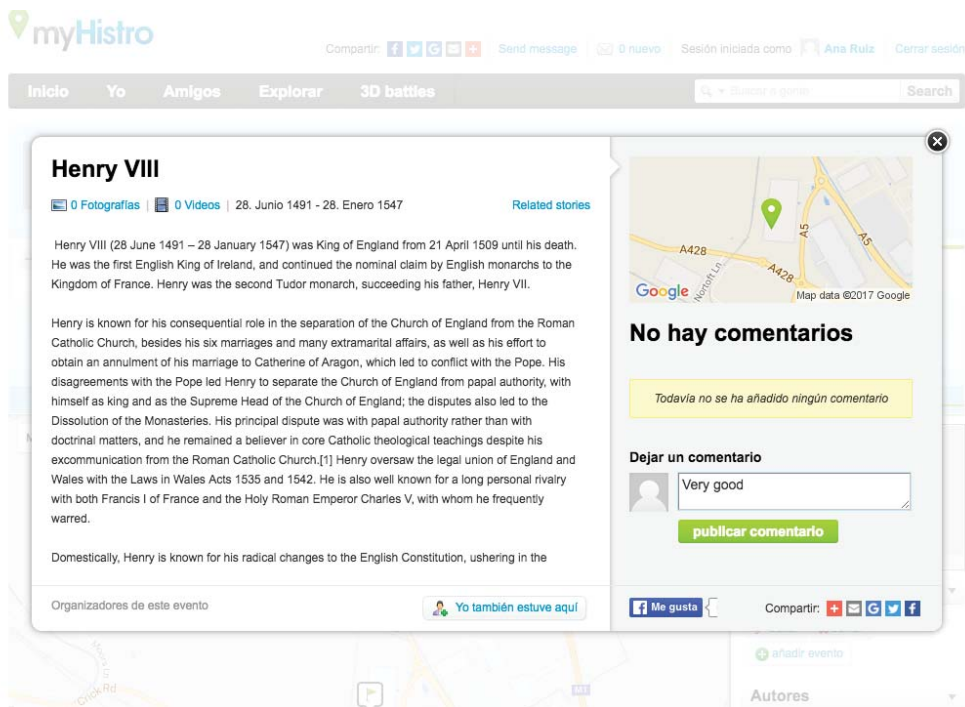 myHistro
Compartir: Send message 0 nuevo Sesión iniciada como Ana Ruiz Cerrar sesión
Inicio Yo Amigos Explorar 3D battles Search
Henry VIII
0 Fotografías | 0 Videos | 28. Junio 1491 - 28. Enero 1547 Related stories
Henry VIII (28 June 1491 – 28 January 1547) was King of England from 21 April 1509 until his death.
He was the first English King of Ireland, and continued the nominal claim by English monarchs to the
Kingdom of France. Henry was the second Tudor monarch, succeeding his father, Henry VII.
Henry is known for his consequential role in the separation of the Church of England from the Roman
Catholic Church, besides his six marriages and many extramarital affairs, as well as his effort to
obtain an annulment of his marriage to Catherine of Aragon, which led to conflict with the Pope. His
disagreements with the Pope led Henry to separate the Church of England from papal authority, with
himself as king and as the Supreme Head of the Church of England; the disputes also led to the
Dissolution of the Monasteries. His principal dispute was with papal authority rather than with
doctrinal matters, and he remained a believer in core Catholic theological teachings despite his
excommunication from the Roman Catholic Church.[1] Henry oversaw the legal union of England and
Wales with the Laws in Wales Acts 1535 and 1542. He is also well known for a long personal rivalry
with both Francis I of France and the Holy Roman Emperor Charles V, with whom he frequently
warred.
Domestically, Henry is known for his radical changes to the English Constitution, ushering in the
Organizadores de este evento
Yo también estuve aquí
A428
A428
A5
A5
Nortoft Ln
Google
Map data ©2017 Google
No hay comentarios
Todavía no se ha añadido ningún comentario
Dejar un comentario
Very good
publicar comentario
Me gusta
Compartir:
añadir evento
Autores
Crick Rd
M1